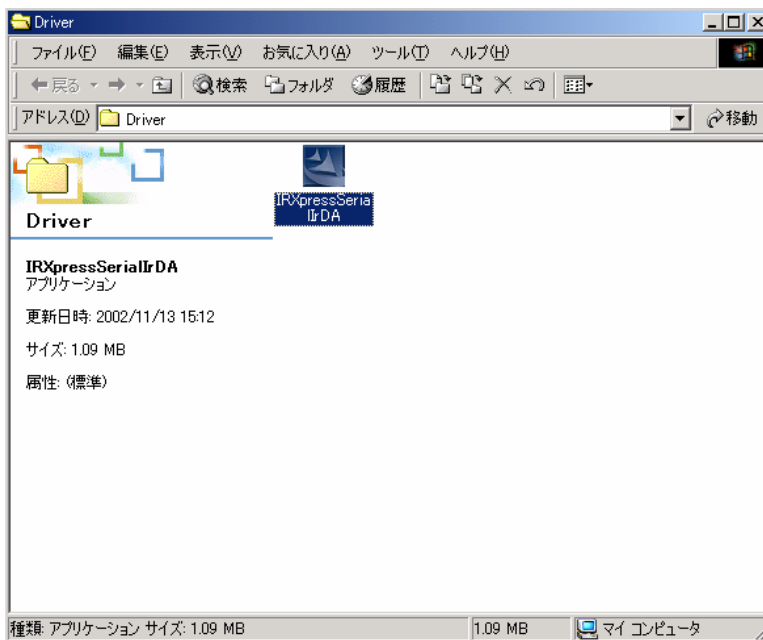 Driver
ファイル(F) 編集(E) 表示(V) お気に入り(A) ツール(T) ヘルプ(H)
戻る 検索 フォルダ 履歴
アドレス(D) Driver 移動
IRXpressSeria
lIrDA
Driver
IRXpressSerialIrDA
アプリケーション
更新日時: 2002/11/13 15:12
サイズ: 1.09 MB
属性: (標準)
種類: アプリケーション サイズ: 1.09 MB 1.09 MB マイ コンピュータ